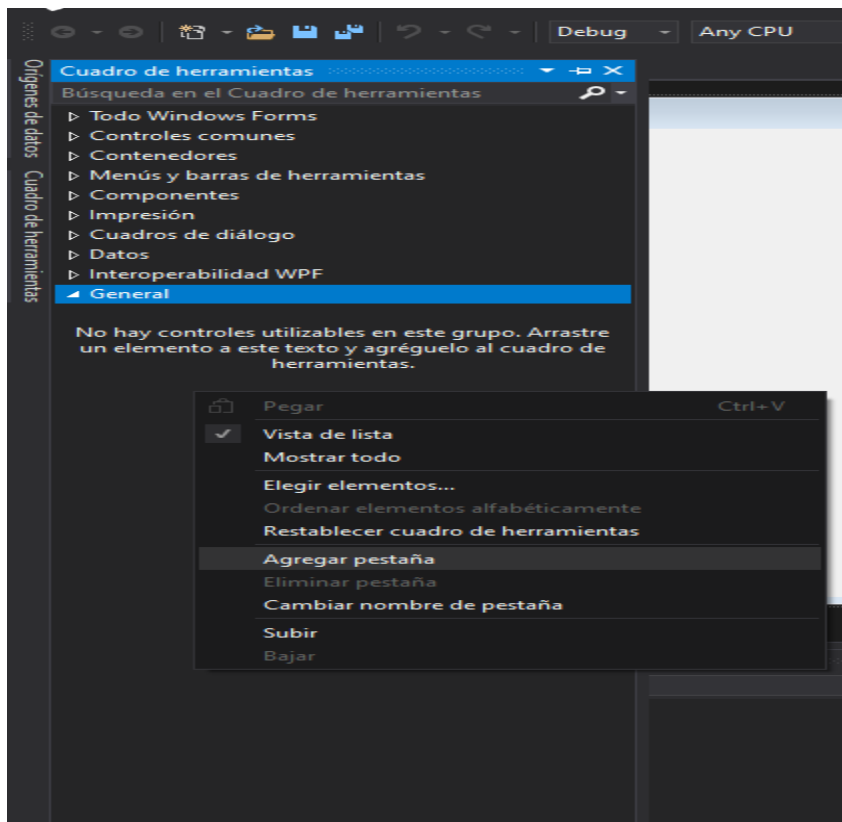 Debug
Any CPU
Orígenes de datos
Cuadro de herramientas
Cuadro de herramientas
Búsqueda en el Cuadro de herramientas
Todo Windows Forms
Controles comunes
Contenedores
Menús y barras de herramientas
Componentes
Impresión
Cuadros de diálogo
Datos
Interoperabilidad WPF
General
No hay controles utilizables en este grupo. Arrastre
un elemento a este texto y agréguelo al cuadro de
herramientas.
Pegar Ctrl+V
Vista de lista
Mostrar todo
Elegir elementos...
Ordenar elementos alfabéticamente
Restablecer cuadro de herramientas
Agregar pestaña
Eliminar pestaña
Cambiar nombre de pestaña
Subir
Bajar